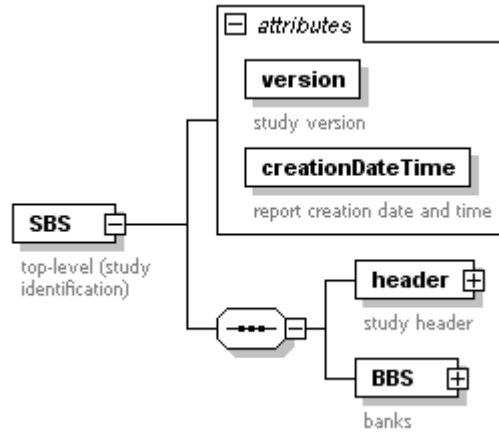 attributes
version
study version
creationDateTime
report creation date and time
SBS
top-level (study
identification)
header
study header
BBS
banks